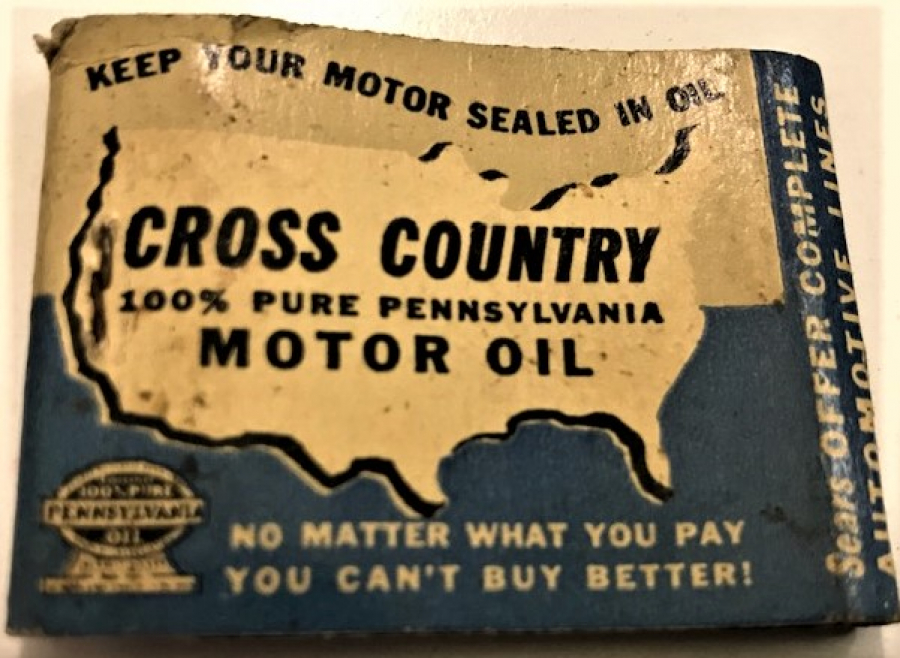 KEEP YOUR MOTOR SEALED IN OIL
CROSS COUNTRY
100% PURE PENNSYLVANIA
MOTOR OIL
100% PURE
PENNSYLVANIA
OIL
NO MATTER WHAT YOU PAY
YOU CAN'T BUY BETTER!
Sears OFFER COMPLETE
AUTOMOTIVE LINES